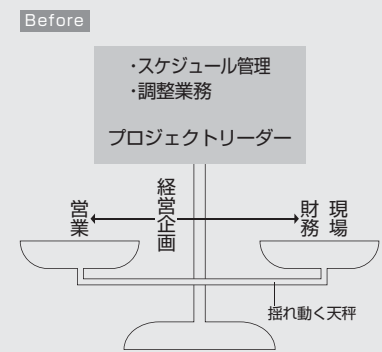 Before
・スケジュール管理
・調整業務
プロジェクトリーダー
営業
経営企画
財務
現場
揺れ動く天秤